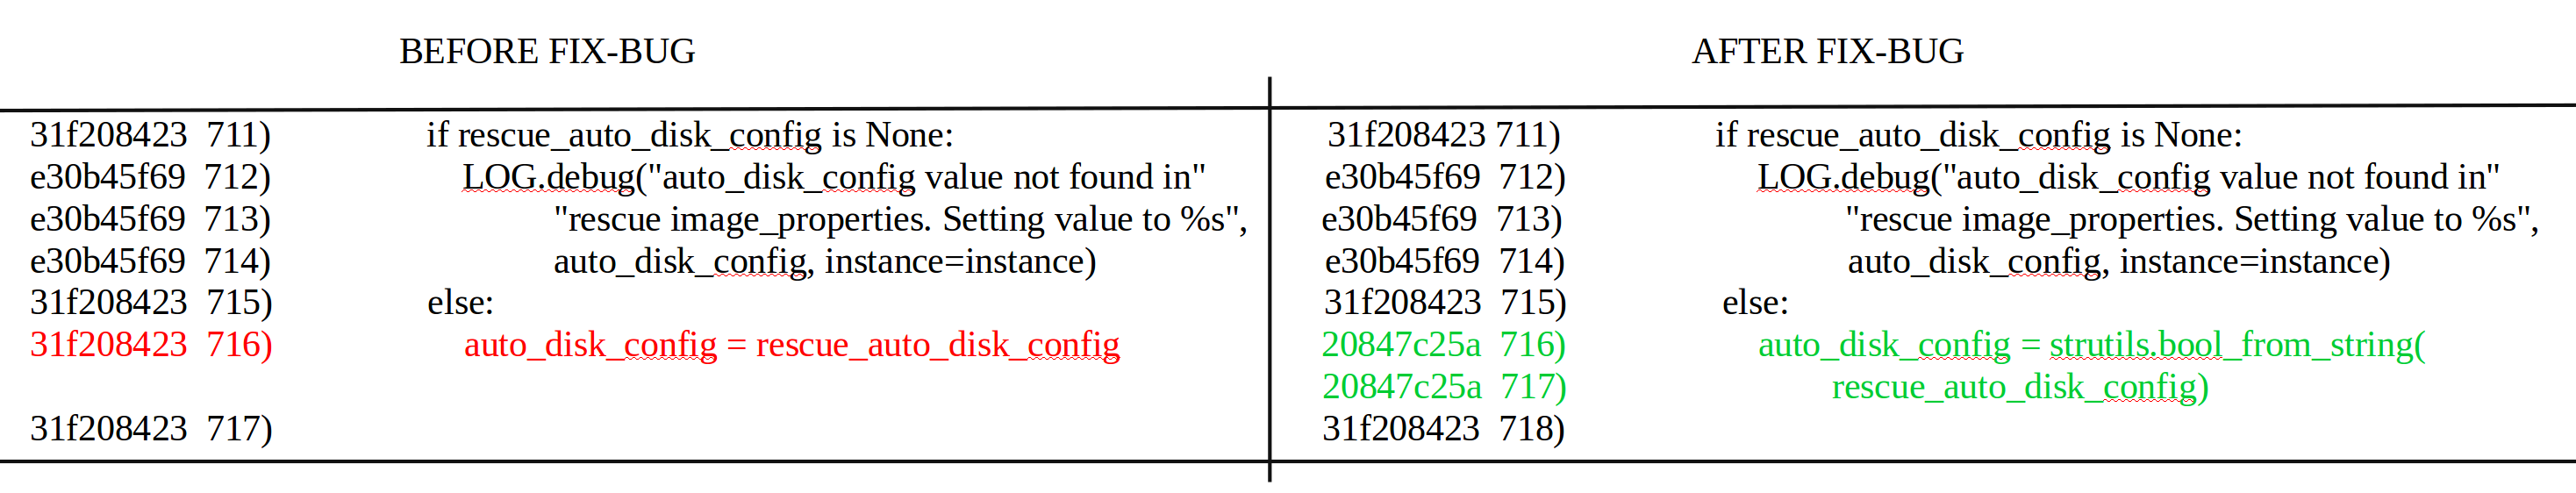 BEFORE FIX-BUG
31f208423 711) if rescue_auto_disk_config is None:
e30b45f69 712) LOG.debug("auto_disk_config value not found in"
e30b45f69 713) "rescue image_properties. Setting value to %s",
e30b45f69 714) auto_disk_config, instance=instance)
31f208423 715) else:
31f208423 716) auto_disk_config = rescue_auto_disk_config
31f208423 717)
AFTER FIX-BUG
31f208423 711) if rescue_auto_disk_config is None:
e30b45f69 712) LOG.debug("auto_disk_config value not found in"
e30b45f69 713) "rescue image_properties. Setting value to %s",
e30b45f69 714) auto_disk_config, instance=instance)
31f208423 715) else:
20847c25a 716) auto_disk_config = strutils.bool_from_string(
20847c25a 717) rescue_auto_disk_config)
31f208423 718)